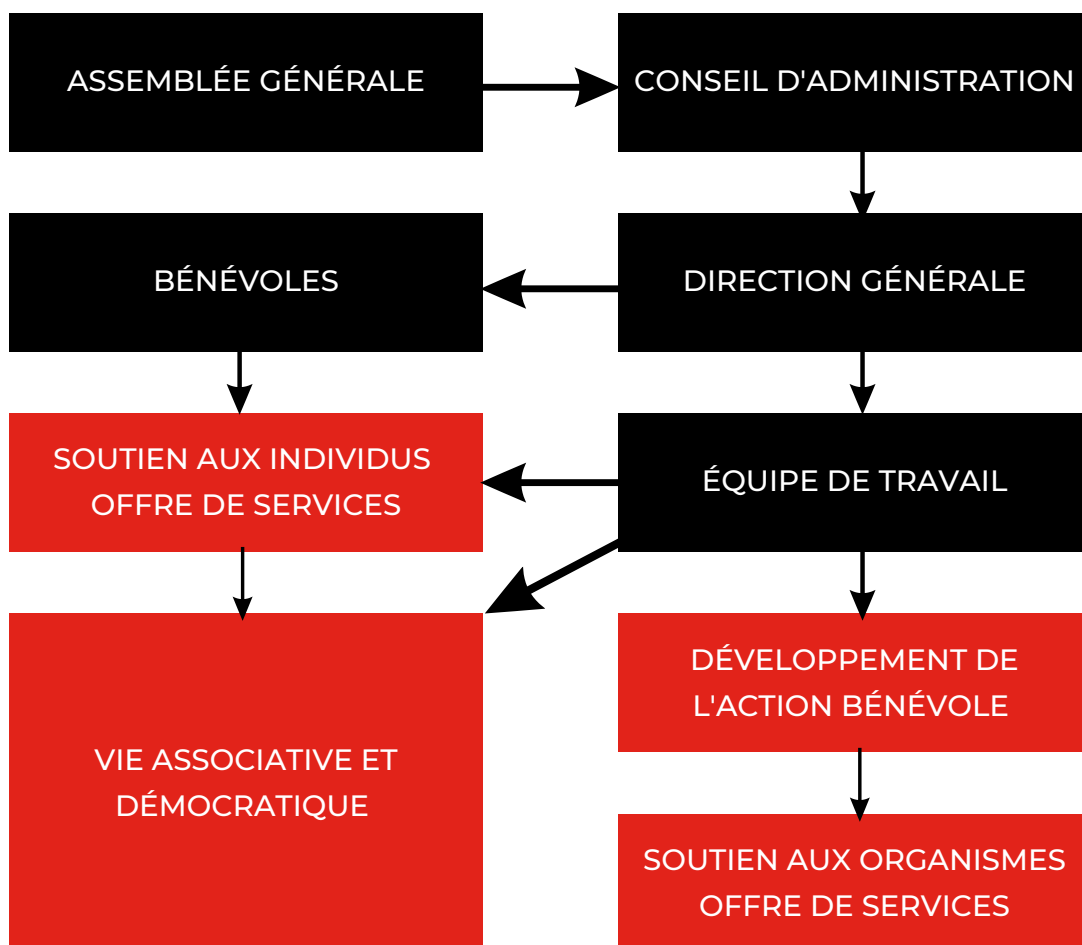 ASSEMBLÉE GÉNÉRALE
CONSEIL D'ADMINISTRATION
BÉNÉVOLES
DIRECTION GÉNÉRALE
SOUTIEN AUX INDIVIDUS
OFFRE DE SERVICES
ÉQUIPE DE TRAVAIL
VIE ASSOCIATIVE ET
DÉMOCRATIQUE
DÉVELOPPEMENT DE
L'ACTION BÉNÉVOLE
SOUTIEN AUX ORGANISMES
OFFRE DE SERVICES